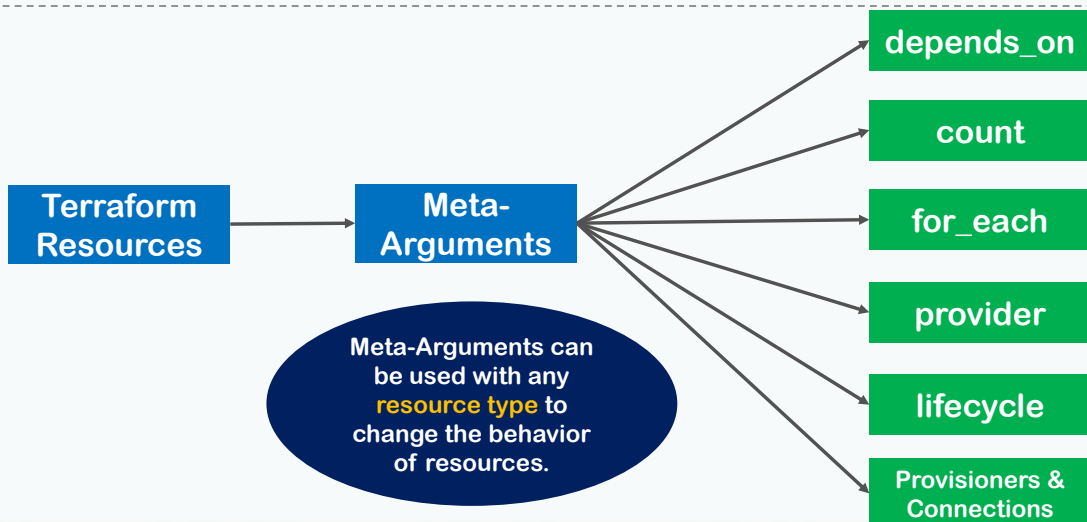 Terraform
Resources
Meta-
Arguments
depends_on
count
for_each
provider
lifecycle
Provisioners &
Connections
Meta-Arguments can
be used with any
resource type to
change the behavior
of resources.